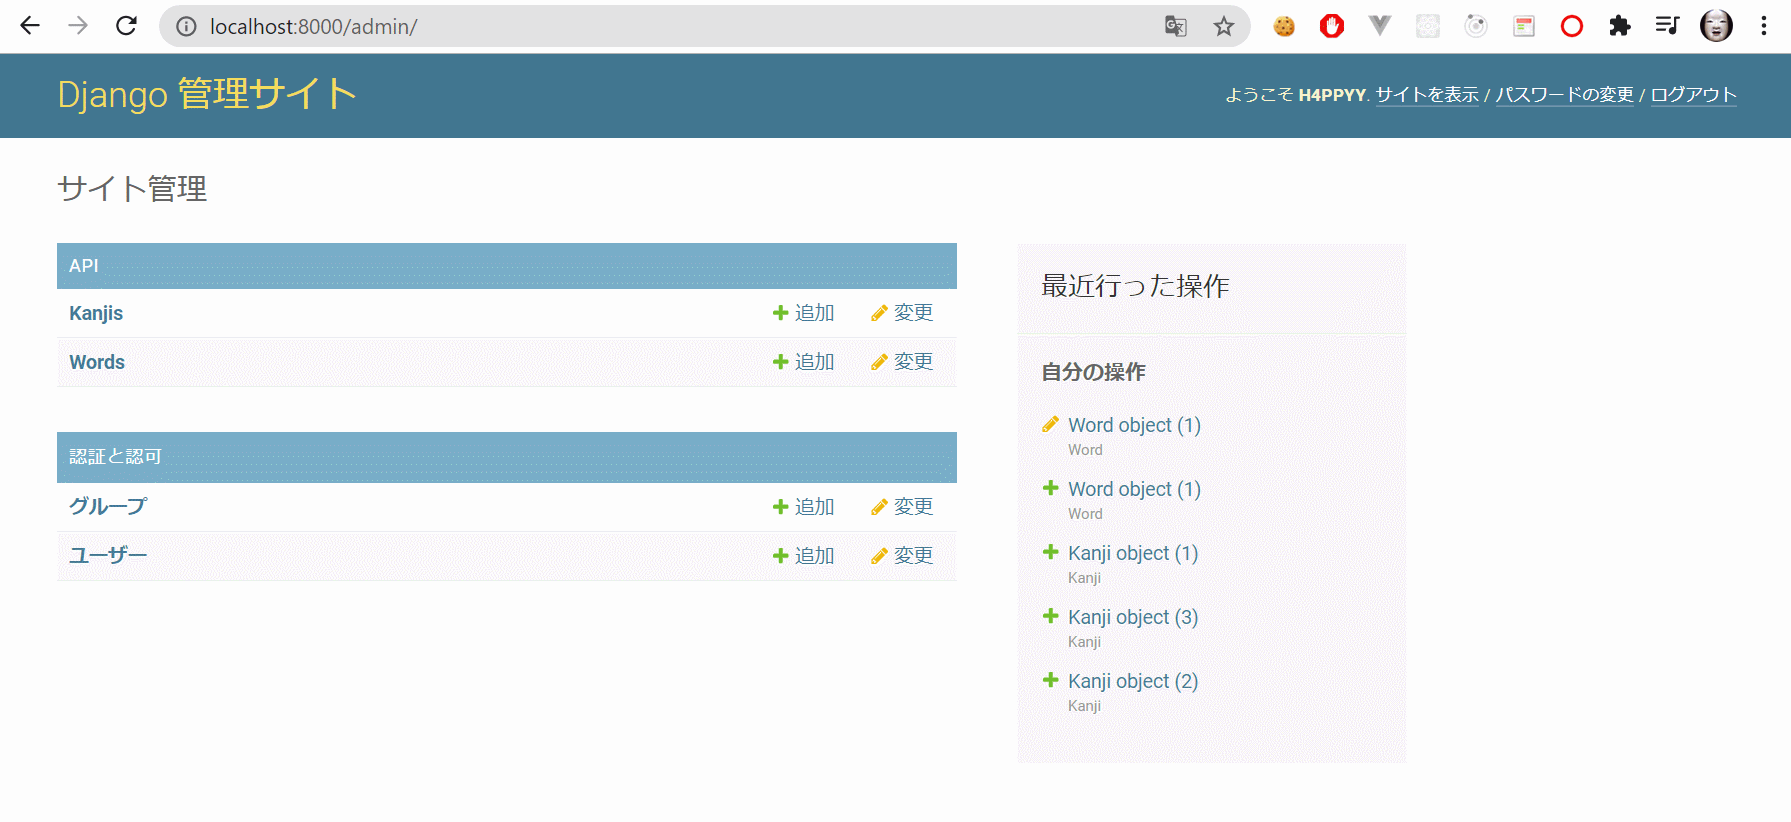 localhost:8000/admin/
Django 管理サイト
ようこそ H4PPYY. サイトを表示 / パスワードの変更 / ログアウト
サイト管理
API
Kanjis 追加 変更
Words 追加 変更
認証と認可
グループ 追加 変更
ユーザー 追加 変更
最近行った操作
自分の操作
Word object (1)
Word
Word object (1)
Word
Kanji object (1)
Kanji
Kanji object (3)
Kanji
Kanji object (2)
Kanji